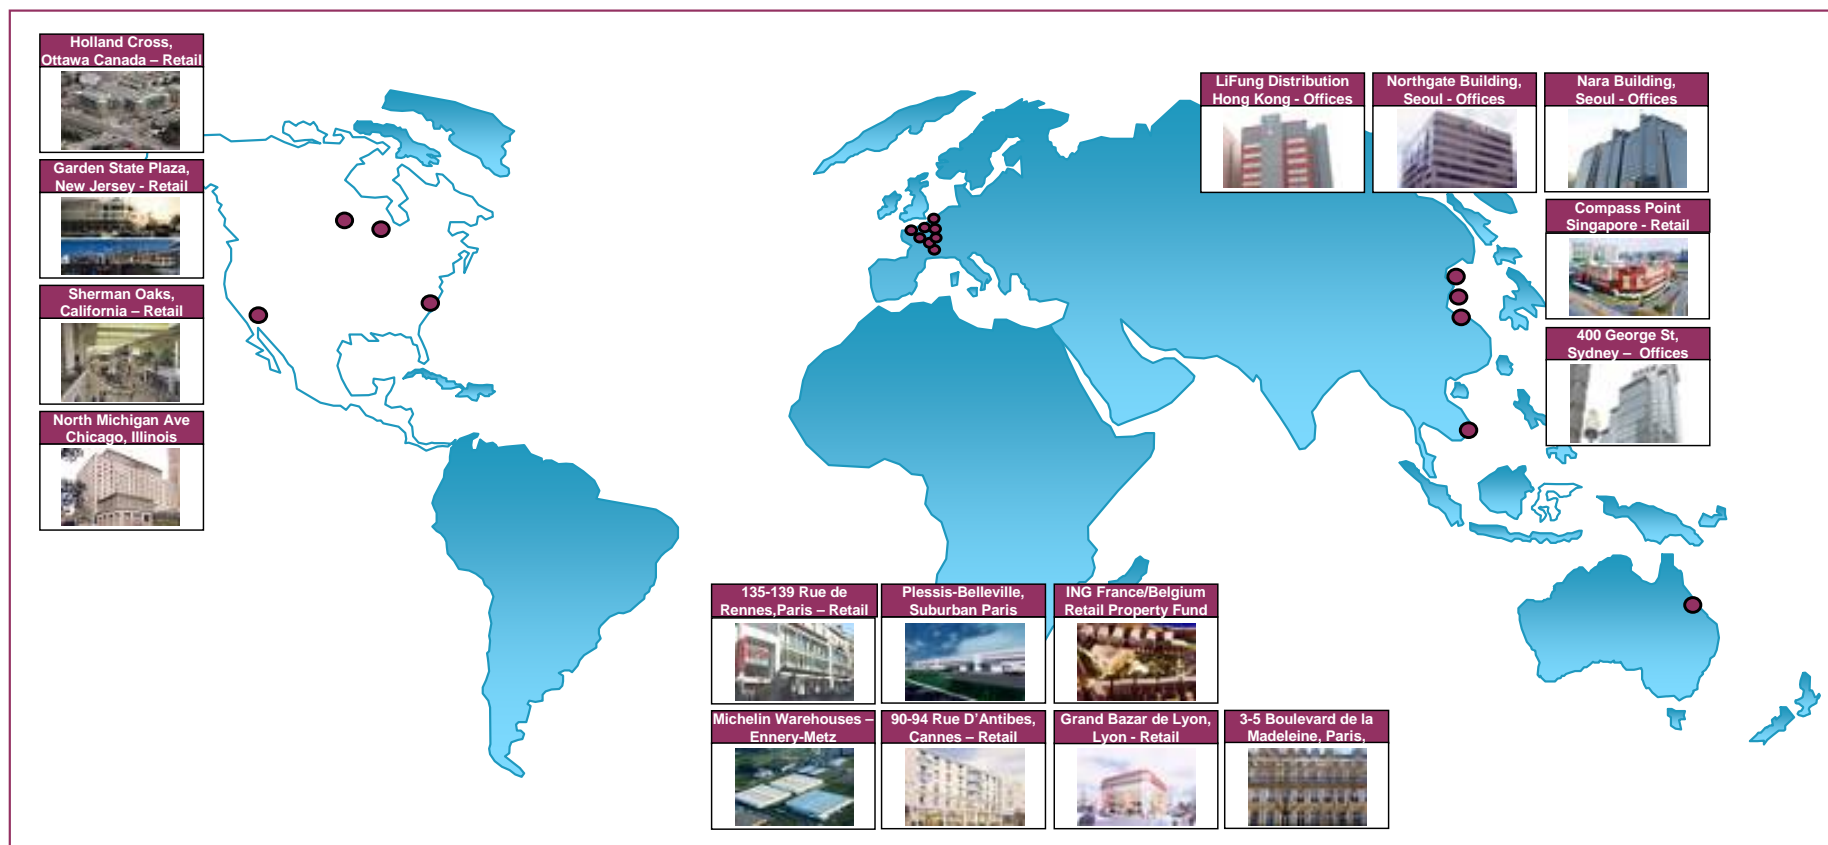 Holland Cross,
Ottawa Canada – Retail
Garden State Plaza,
New Jersey - Retail
Sherman Oaks,
California – Retail
North Michigan Ave
Chicago, Illinois
LiFung Distribution
Hong Kong - Offices
Northgate Building,
Seoul - Offices
Nara Building,
Seoul - Offices
Compass Point
Singapore - Retail
400 George St,
Sydney – Offices
135-139 Rue de
Rennes,Paris – Retail
Plessis-Belleville,
Suburban Paris
ING France/Belgium
Retail Property Fund
Michelin Warehouses –
Ennery-Metz
90-94 Rue D'Antibes,
Cannes – Retail
Grand Bazar de Lyon,
Lyon - Retail
3-5 Boulevard de la
Madeleine, Paris,